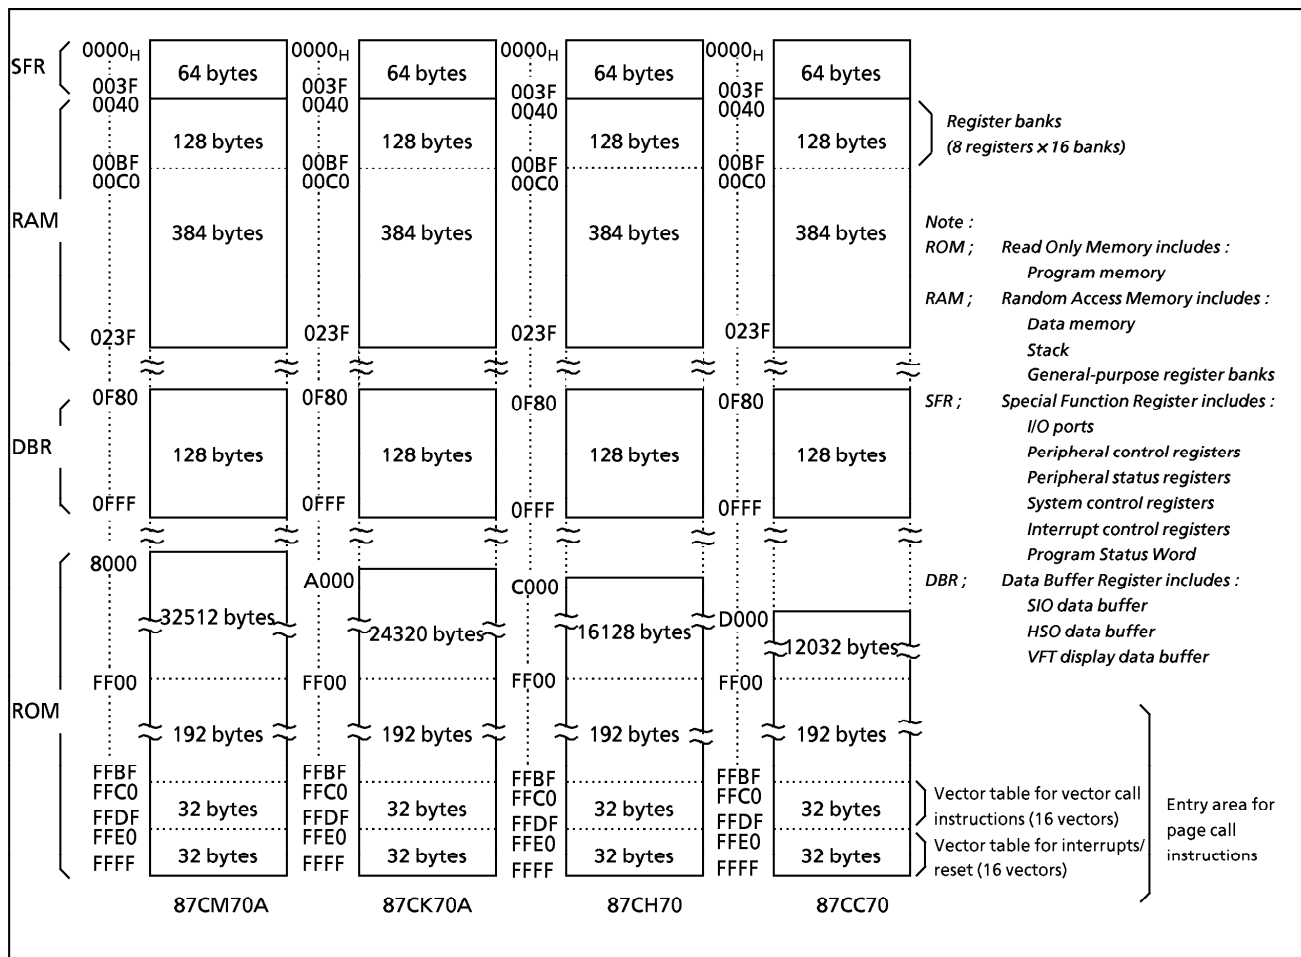 SFR
RAM
DBR
ROM
0000H
003F
0040
00BF
00C0
023F
0F80
0FFF
8000
FF00
FFBF
FFC0
FFDF
FFE0
FFFF
64 bytes
128 bytes
384 bytes
128 bytes
32512 bytes
192 bytes
32 bytes
32 bytes
87CM70A
0000H
003F
0040
00BF
00C0
023F
0F80
0FFF
A000
FF00
FFBF
FFC0
FFDF
FFE0
FFFF
64 bytes
128 bytes
384 bytes
128 bytes
24320 bytes
192 bytes
32 bytes
32 bytes
87CK70A
0000H
003F
0040
00BF
00C0
023F
0F80
0FFF
C000
FF00
FFBF
FFC0
FFDF
FFE0
FFFF
64 bytes
128 bytes
384 bytes
128 bytes
16128 bytes
192 bytes
32 bytes
32 bytes
87CH70
0000H
003F
0040
00BF
00C0
023F
0F80
0FFF
D000
FF00
FFBF
FFC0
FFDF
FFE0
FFFF
64 bytes
128 bytes
384 bytes
128 bytes
12032 bytes
192 bytes
32 bytes
32 bytes
87CC70
Register banks
(8 registers × 16 banks)
Note :
ROM ; Read Only Memory includes :
Program memory
RAM ; Random Access Memory includes :
Data memory
Stack
General-purpose register banks
SFR ; Special Function Register includes :
I/O ports
Peripheral control registers
Peripheral status registers
System control registers
Interrupt control registers
Program Status Word
DBR ; Data Buffer Register includes :
SIO data buffer
HSO data buffer
VFT display data buffer
Vector table for vector call
instructions (16 vectors)
Vector table for interrupts/
reset (16 vectors)
Entry area for
page call
instructions